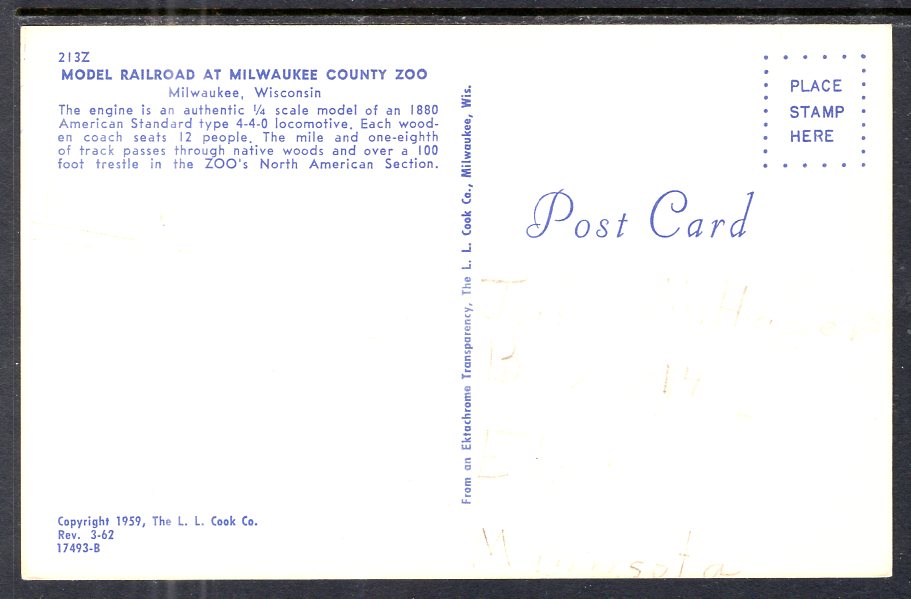 213Z
MODEL RAILROAD AT MILWAUKEE COUNTY ZOO
Milwaukee, Wisconsin
The engine is an authentic ¼ scale model of an 1880
American Standard type 4-4-0 locomotive. Each wood-
en coach seats 12 people. The mile and one-eighth
of track passes through native woods and over a 100
foot trestle in the ZOO's North American Section.
Copyright 1959, The L. L. Cook Co.
Rev. 3-62
17493-B
From an Ektachrome Transparency, The L. L. Cook Co., Milwaukee, Wis.
PLACE
STAMP
HERE
Post Card